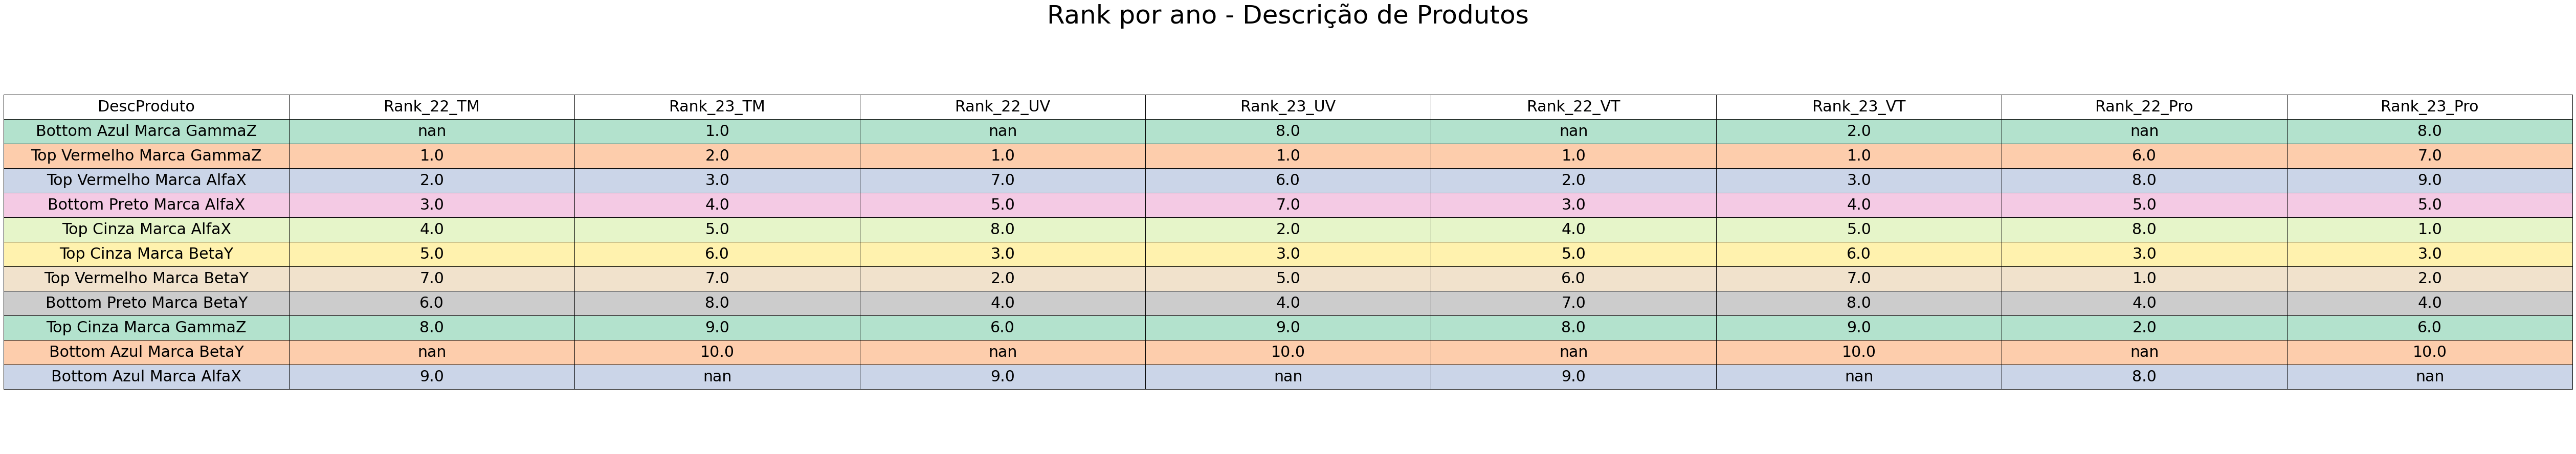 Rank por ano - Descrição de Produtos
DescProduto Rank_22_TM Rank_23_TM Rank_22_UV Rank_23_UV Rank_22_VT Rank_23_VT Rank_22_Pro Rank_23_Pro
Bottom Azul Marca GammaZ nan 1.0 nan 8.0 nan 2.0 nan 8.0
Top Vermelho Marca GammaZ 1.0 2.0 1.0 1.0 1.0 1.0 6.0 7.0
Top Vermelho Marca AlfaX 2.0 3.0 7.0 6.0 2.0 3.0 8.0 9.0
Bottom Preto Marca AlfaX 3.0 4.0 5.0 7.0 3.0 4.0 5.0 5.0
Top Cinza Marca AlfaX 4.0 5.0 8.0 2.0 4.0 5.0 8.0 1.0
Top Cinza Marca BetaY 5.0 6.0 3.0 3.0 5.0 6.0 3.0 3.0
Top Vermelho Marca BetaY 7.0 7.0 2.0 5.0 6.0 7.0 1.0 2.0
Bottom Preto Marca BetaY 6.0 8.0 4.0 4.0 7.0 8.0 4.0 4.0
Top Cinza Marca GammaZ 8.0 9.0 6.0 9.0 8.0 9.0 2.0 6.0
Bottom Azul Marca BetaY nan 10.0 nan 10.0 nan 10.0 nan 10.0
Bottom Azul Marca AlfaX 9.0 nan 9.0 nan 9.0 nan 8.0 nan